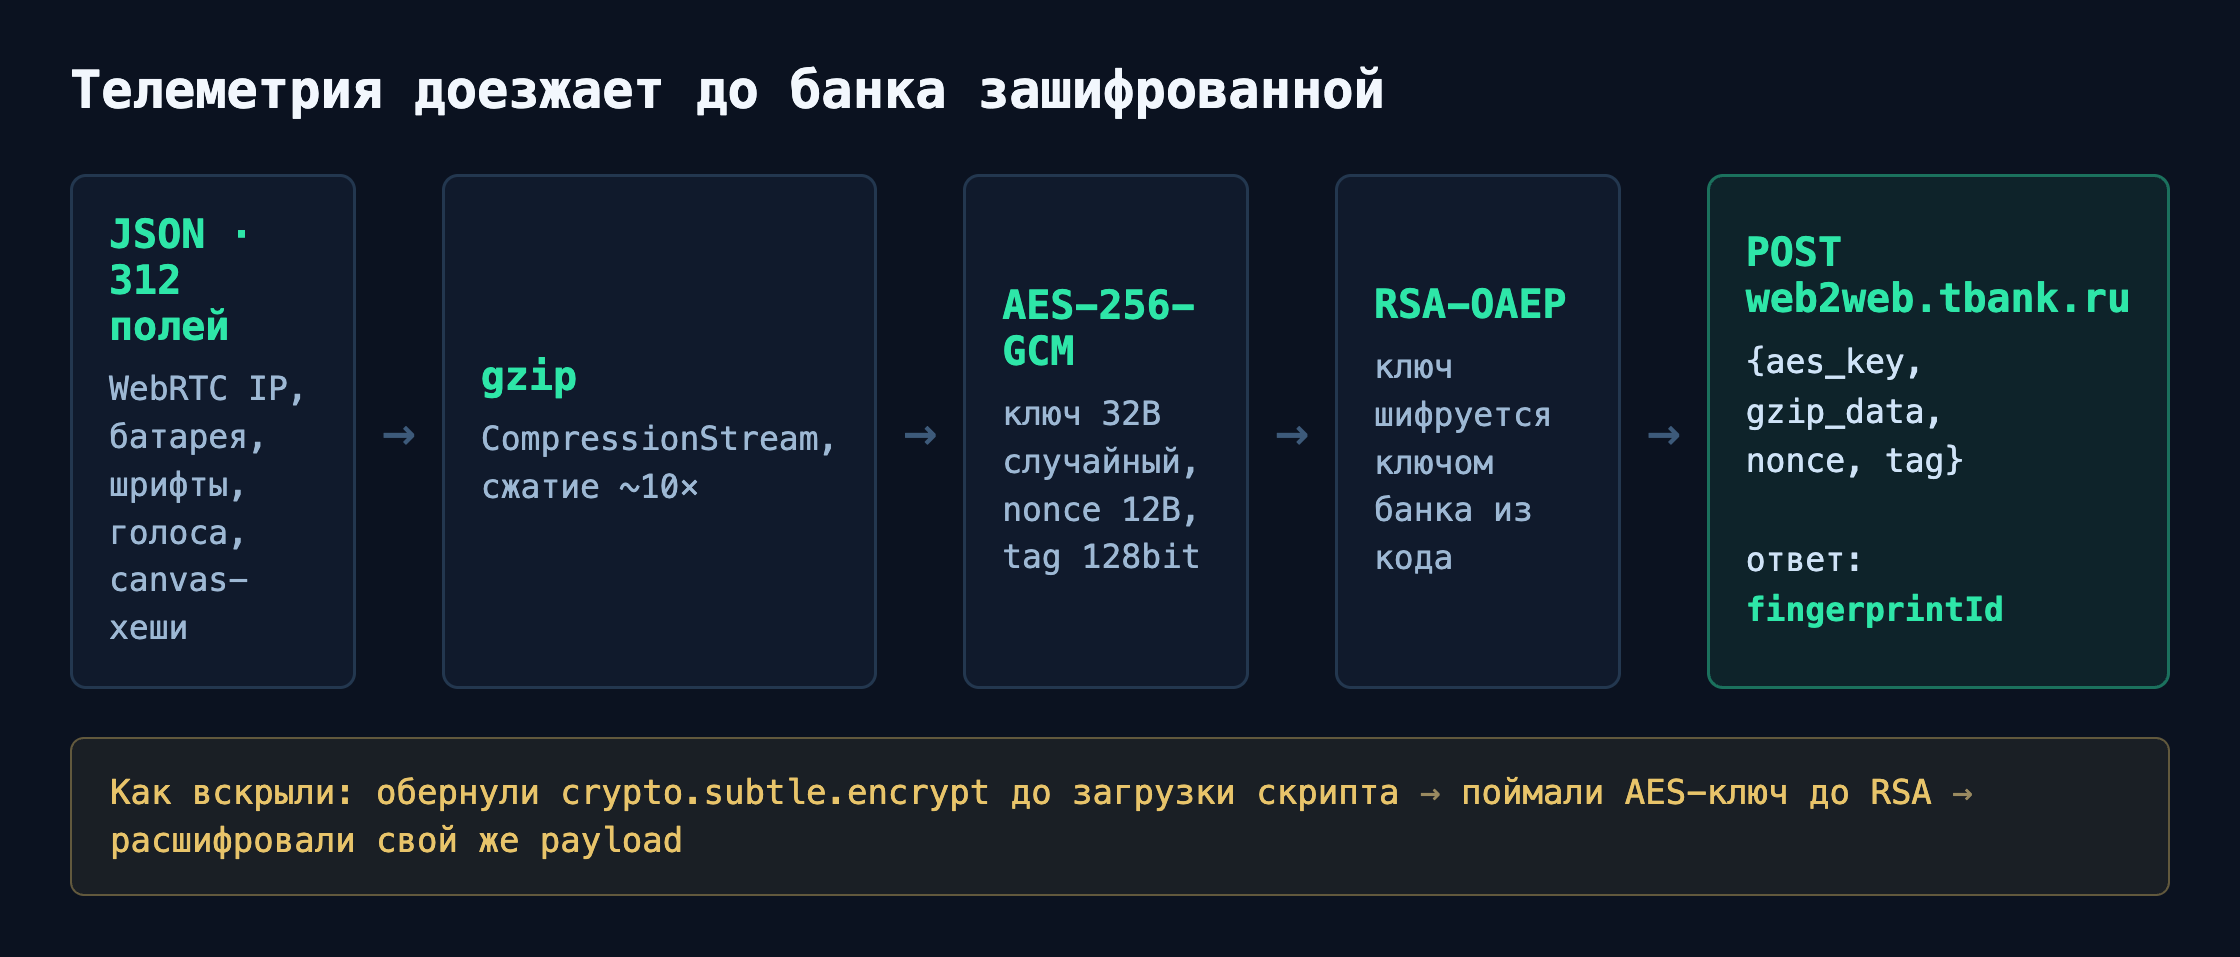 Телеметрия доезжает до банка зашифрованной
JSON ·
312
полей
WebRTC IP,
батарея,
шрифты,
голоса,
canvas-
хеши
→
gzip
CompressionStream,
сжатие ~10×
→
AES-256-
GCM
ключ 32B
случайный,
nonce 12B,
tag 128bit
→
RSA-OAEP
ключ
шифруется
ключом
банка из
кода
→
POST
web2web.tbank.ru
{aes_key,
gzip_data,
nonce, tag}
ответ:
fingerprintId
Как вскрыли: обернули crypto.subtle.encrypt до загрузки скрипта → поймали AES-ключ до RSA →
расшифровали свой же payload